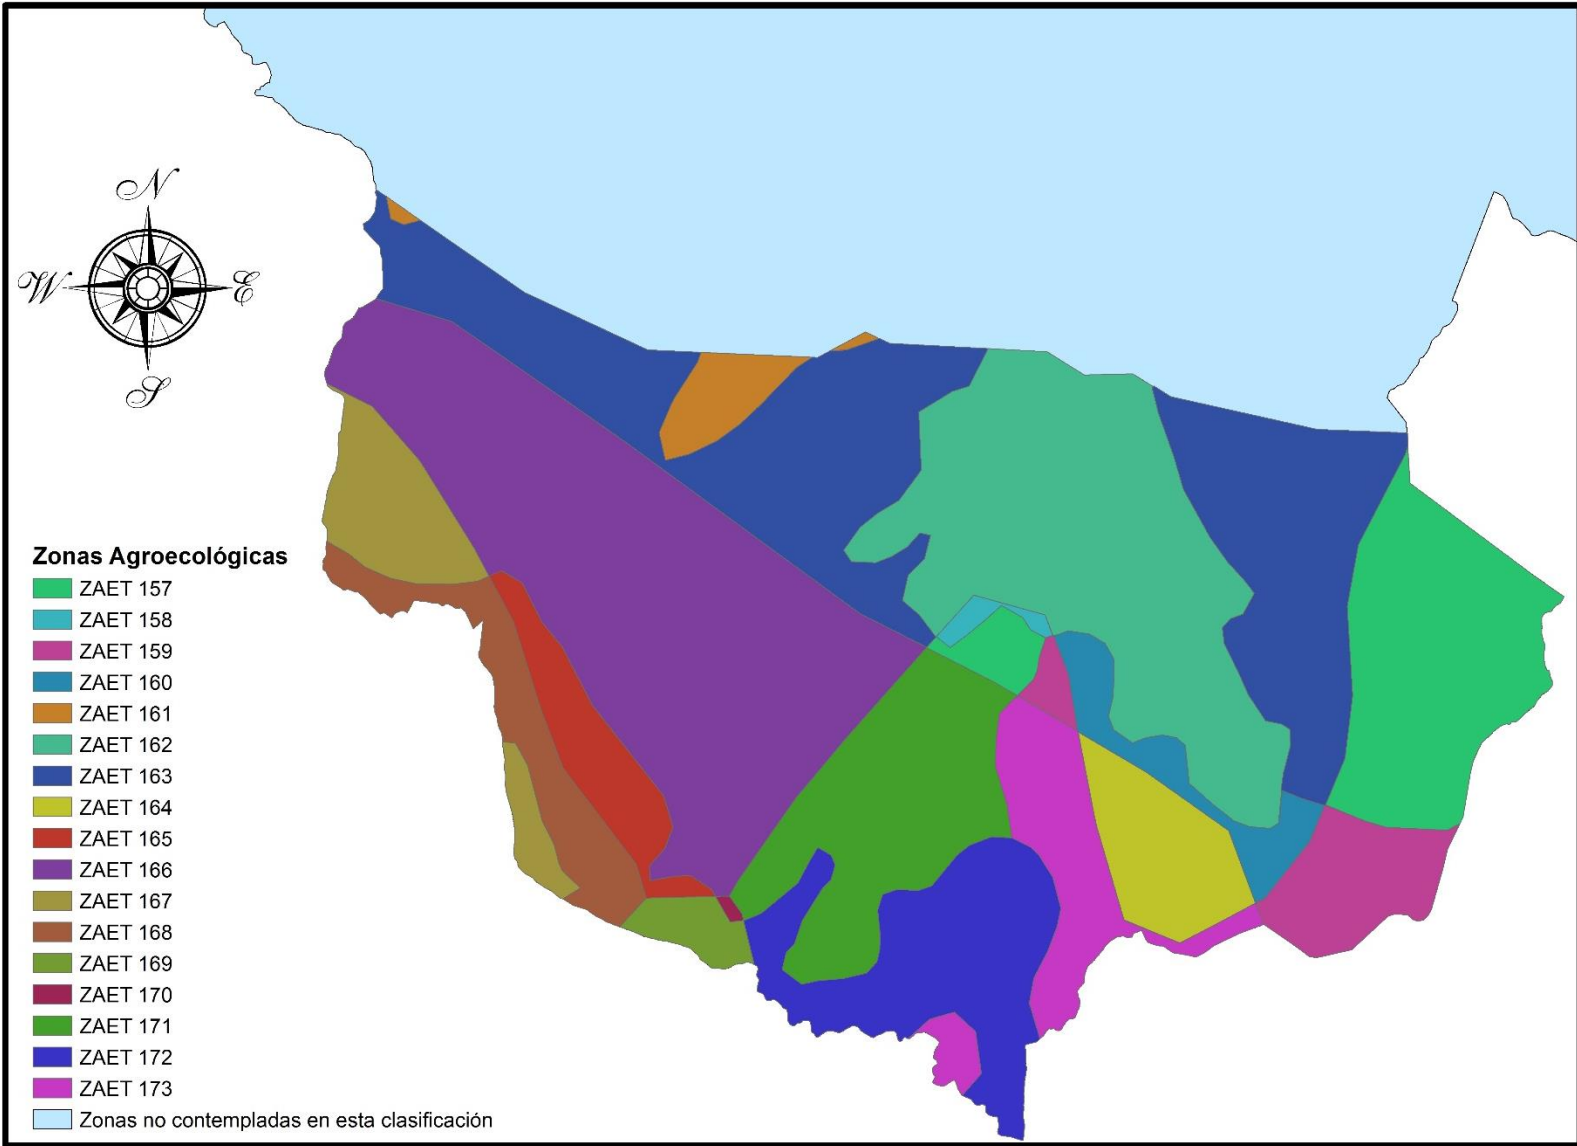 N
W
E
S
Zonas Agroecológicas
ZAET 157
ZAET 158
ZAET 159
ZAET 160
ZAET 161
ZAET 162
ZAET 163
ZAET 164
ZAET 165
ZAET 166
ZAET 167
ZAET 168
ZAET 169
ZAET 170
ZAET 171
ZAET 172
ZAET 173
Zonas no contempladas en esta clasificación